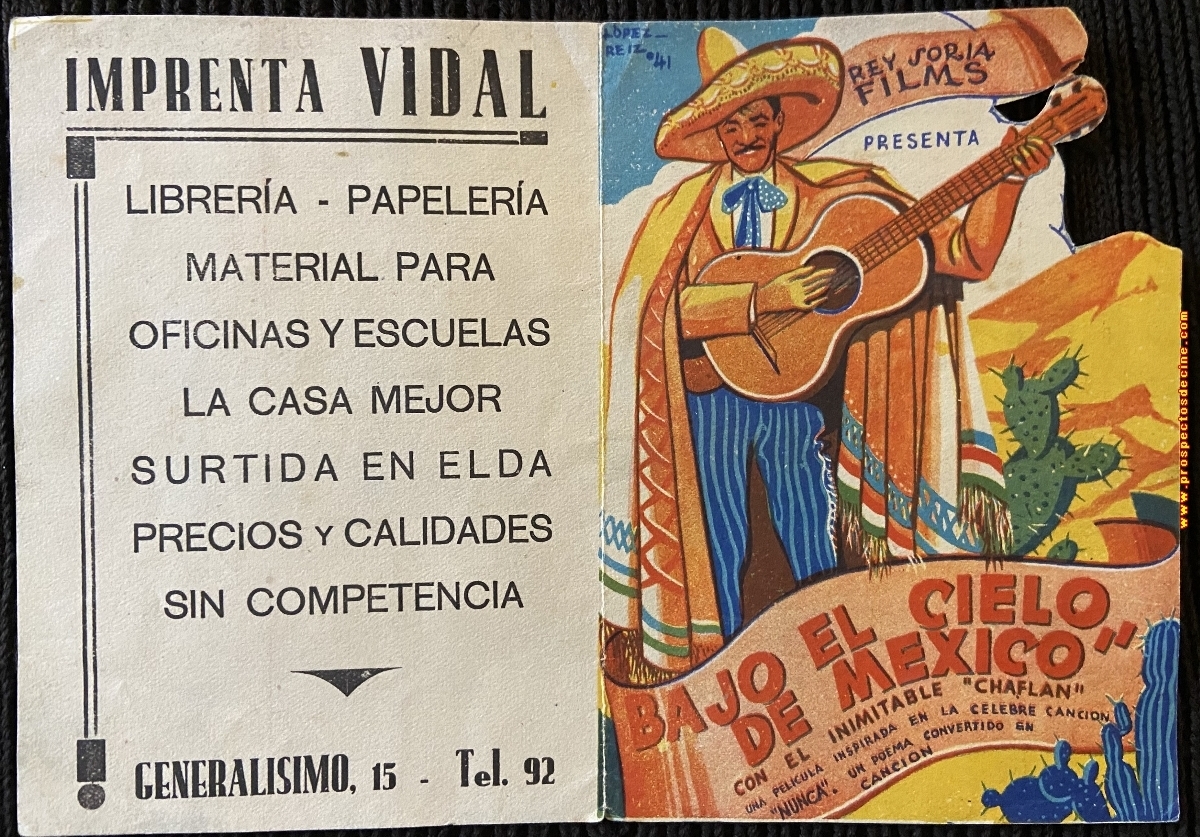 IMPRENTA VIDAL
LIBRERÍA - PAPELERÍA
MATERIAL PARA
OFICINAS Y ESCUELAS
LA CASA MEJOR
SURTIDA EN ELDA
PRECIOS Y CALIDADES
SIN COMPETENCIA
GENERALISIMO, 15 - Tel. 92
LÓPEZ-
REIZ 41
REY SORIA
FILMS
PRESENTA
BAJO EL CIELO
DE MEXICO"
CON EL INIMITABLE "CHAFLAN"
UNA PELICULA INSPIRADA EN LA CELEBRE CANCION
"NUNCA". UN POEMA CONVERTIDO EN
CANCION
www.prospectosdecine.com